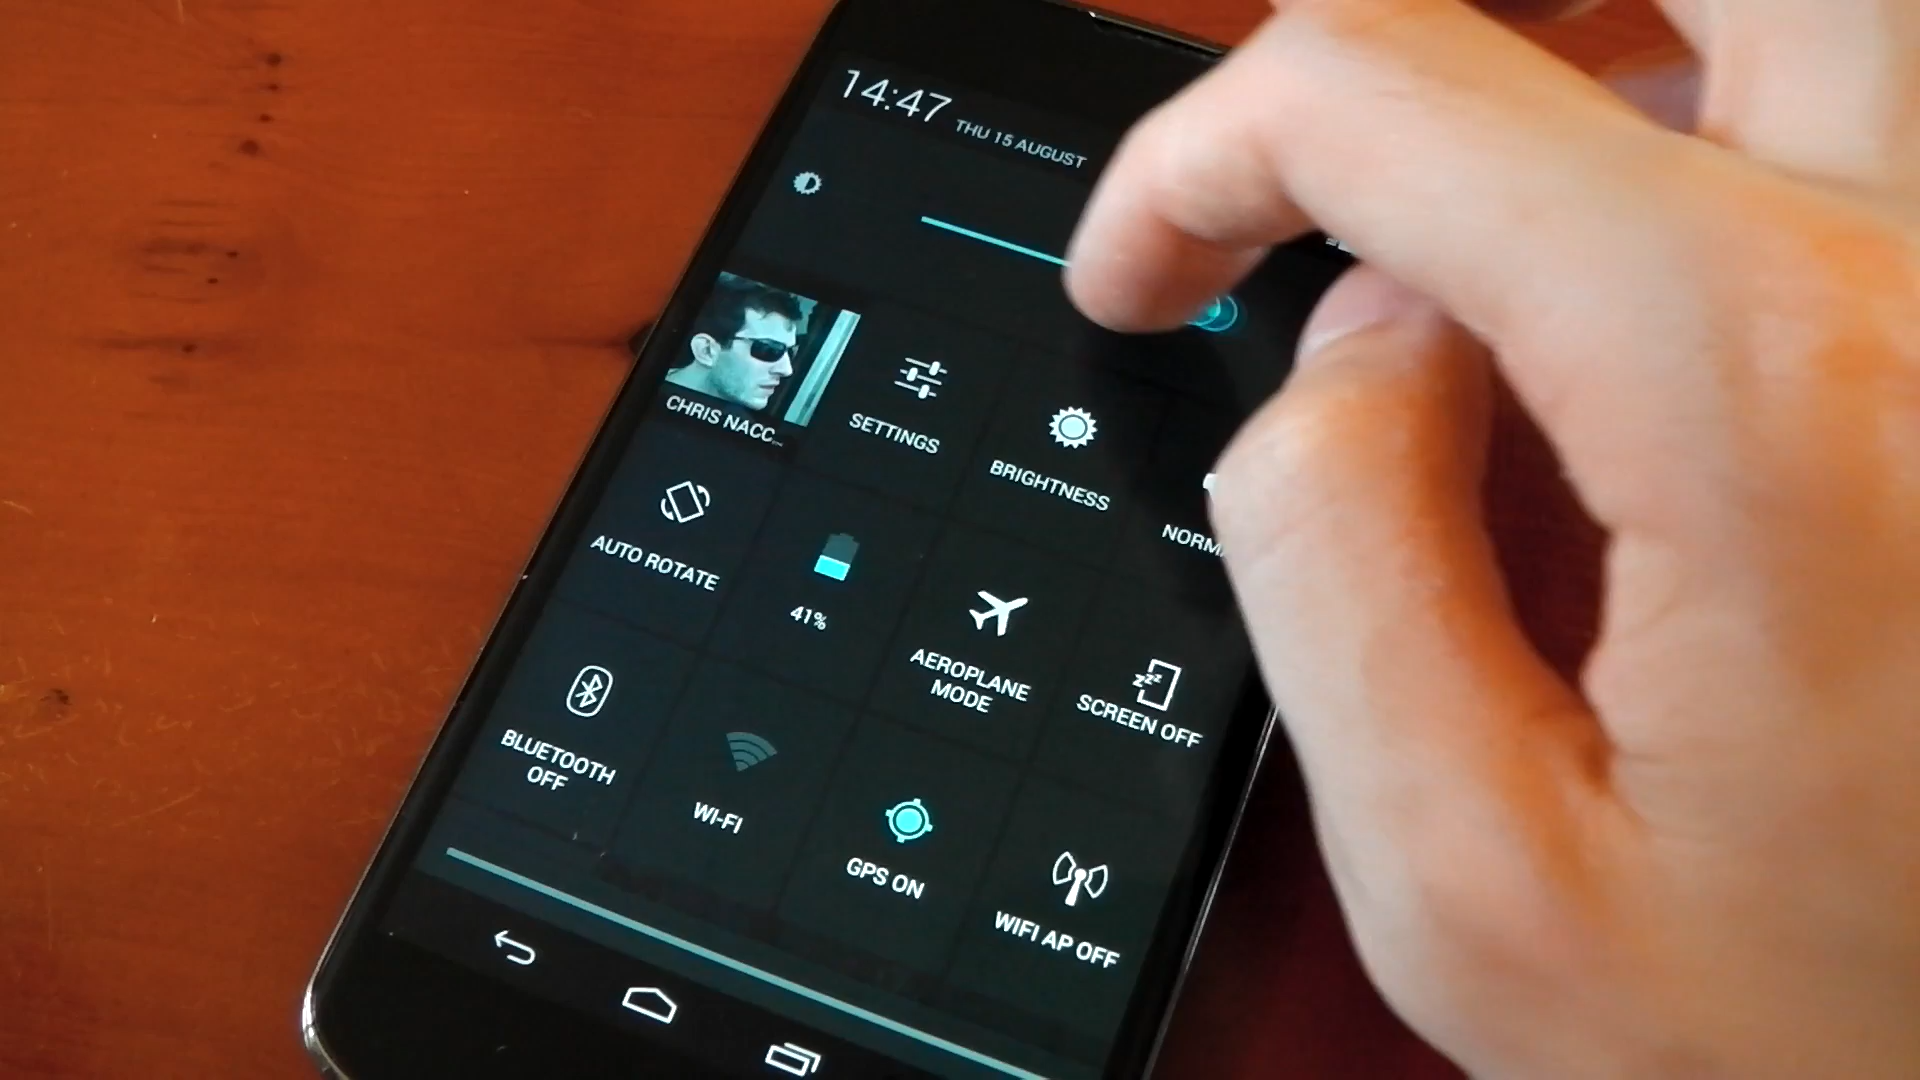 14:47 THU 15 AUGUST
CHRIS NACC...
SETTINGS
BRIGHTNESS
AUTO ROTATE
41%
AEROPLANE
MODE
zzz
SCREEN OFF
BLUETOOTH
OFF
WI-FI
GPS ON
WIFI AP OFF